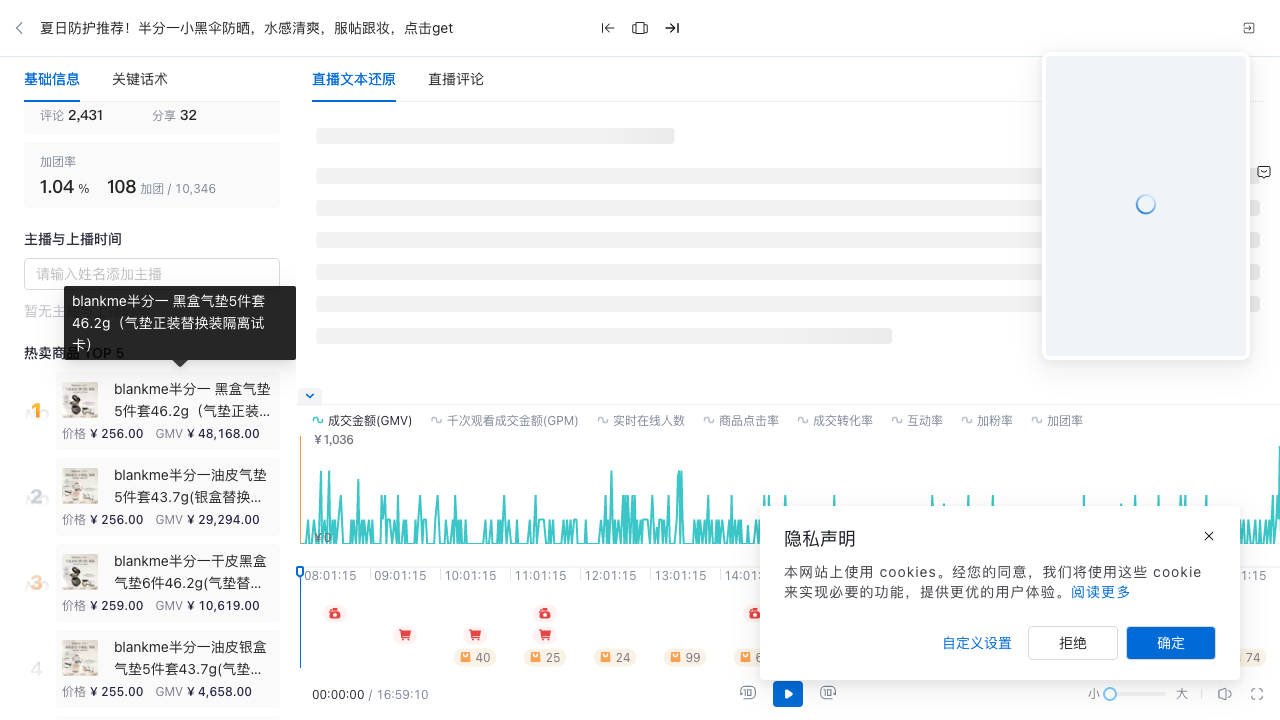 夏日防护推荐！半分一小黑伞防晒，水感清爽，服帖跟妆，点击get
基础信息 关键话术
直播文本还原 直播评论
评论 2,431 分享 32
加团率
1.04 % 108 加团 / 10,346
主播与上播时间
请输入姓名添加主播
blankme半分一 黑盒气垫5件套
46.2g（气垫正装替换装隔离试
卡）
暂无主
热卖商品 TOP 5
1
blankme半分一 黑盒气垫
5件套46.2g（气垫正装...
价格 ¥ 256.00 GMV ¥ 48,168.00
2
blankme半分一油皮气垫
5件套43.7g(银盒替换...
价格 ¥ 256.00 GMV ¥ 29,294.00
3
blankme半分一干皮黑盒
气垫6件46.2g(气垫替...
价格 ¥ 259.00 GMV ¥ 10,619.00
4
blankme半分一油皮银盒
气垫5件套43.7g(气垫...
价格 ¥ 255.00 GMV ¥ 4,658.00
成交金额(GMV) 千次观看成交金额(GPM) 实时在线人数 商品点击率 成交转化率 互动率 加粉率 加团率
¥1,036
¥0
08:01:15 09:01:15 10:01:15 11:01:15 12:01:15 13:01:15 14:01 1:15
40 25 24 99 6 74
00:00:00 / 16:59:10
10 10
小 大
隐私声明
本网站上使用 cookies。经您的同意，我们将使用这些 cookie
来实现必要的功能，提供更优的用户体验。阅读更多
自定义设置 拒绝 确定